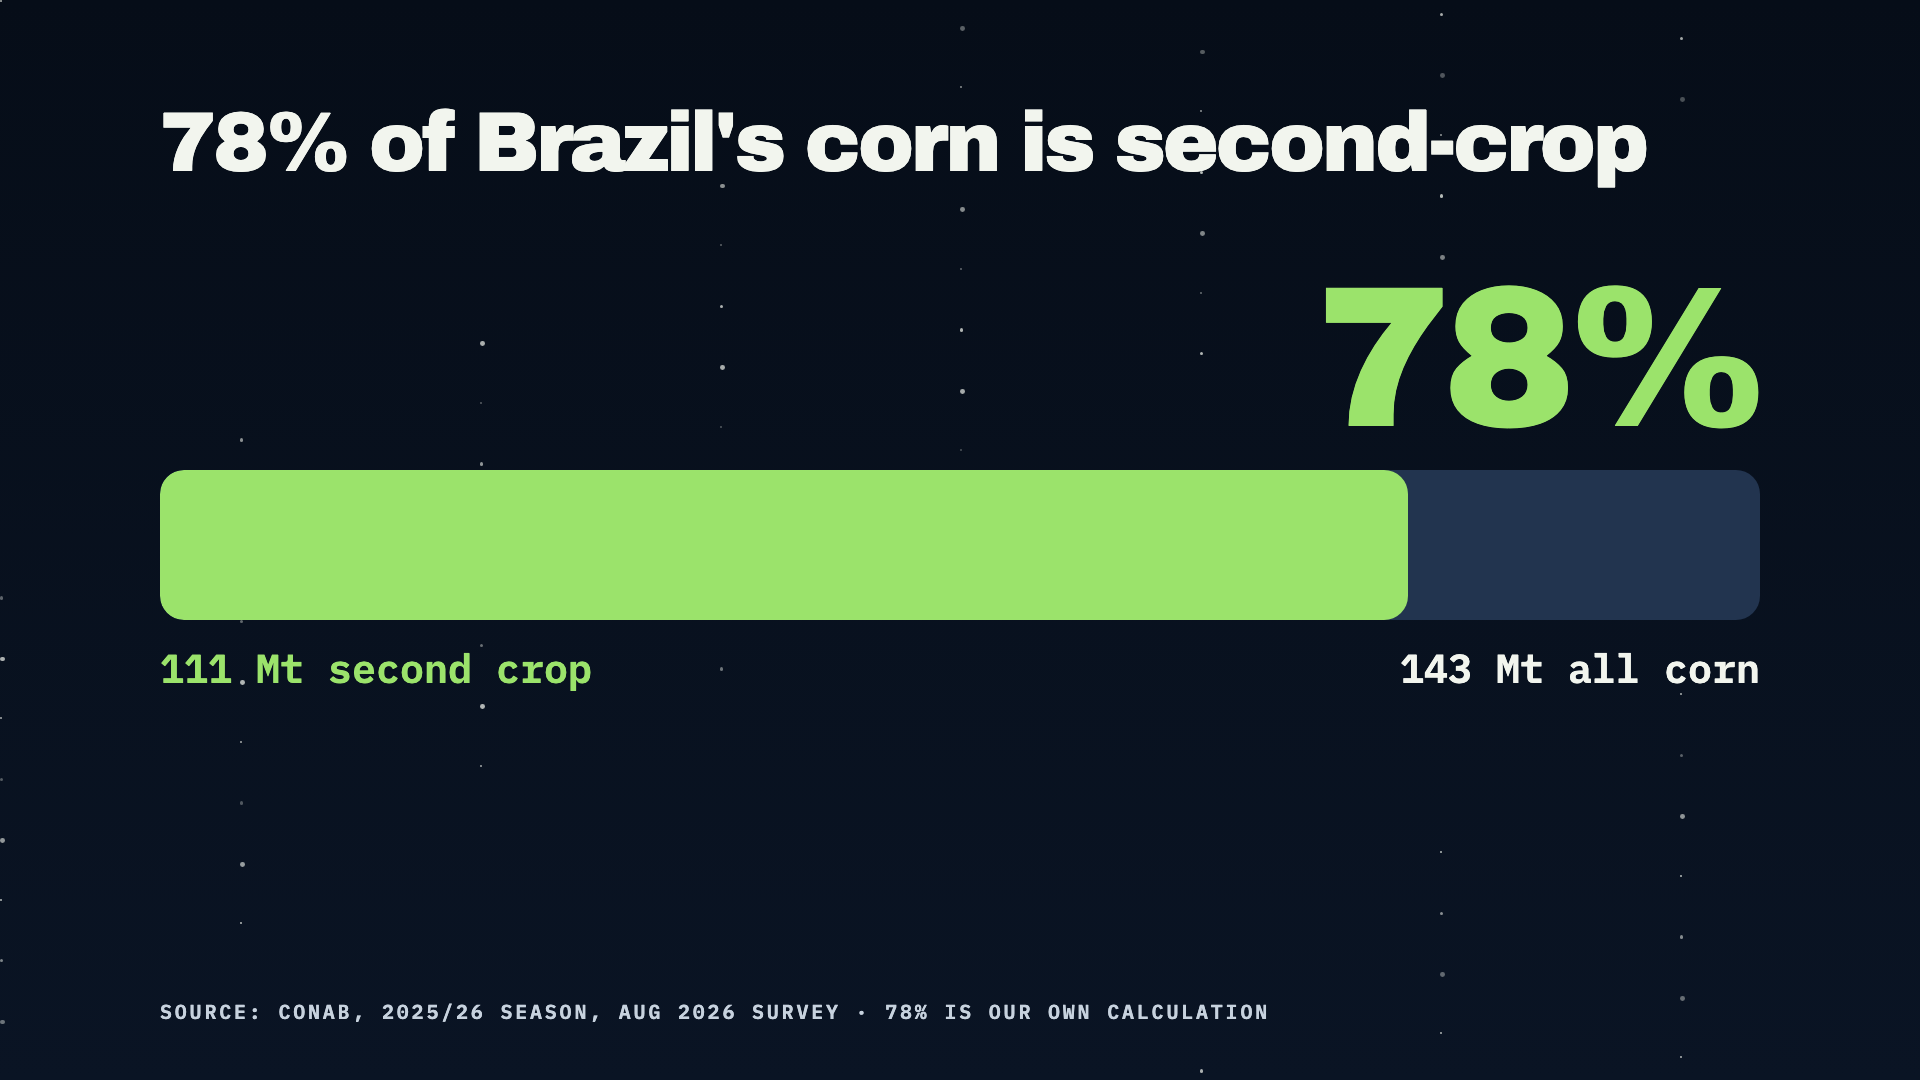 78% of Brazil's corn is second-crop
78%
111 Mt second crop
143 Mt all corn
SOURCE: CONAB, 2025/26 SEASON, AUG 2026 SURVEY · 78% IS OUR OWN CALCULATION